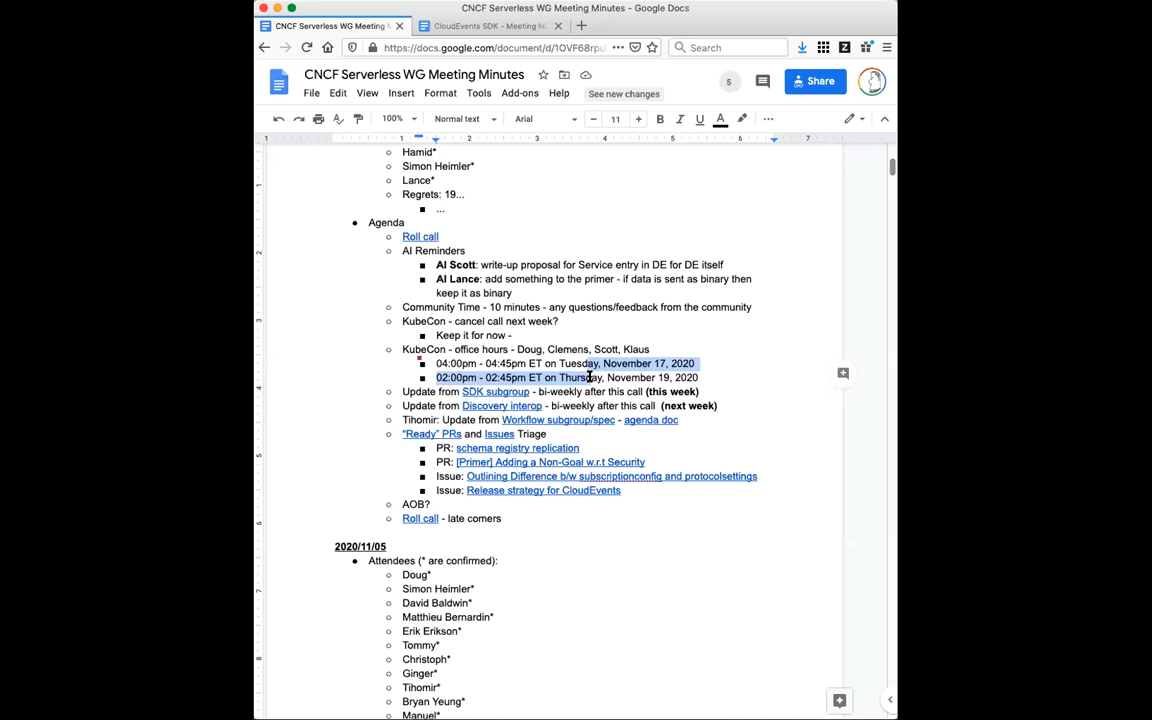 CNCF Serverless WG Meeting Minutes - Google Docs
CNCF Serverless WG Meeting M
CloudEvents SDK - Meeting M
https://docs.google.com/document/d/1OVF68rpu
Search
CNCF Serverless WG Meeting Minutes
5
Share
File Edit View Insert Format Tools Add-ons Help See new changes
100% Normal text Arial 11 B I U A
1 1 2 3 4 5 6 7
Hamid*
Simon Heimler*
Lance*
Regrets: 19...
...
Agenda
Roll call
AI Reminders
AI Scott: write-up proposal for Service entry in DE for DE itself
AI Lance: add something to the primer - if data is sent as binary then
keep it as binary
Community Time - 10 minutes - any questions/feedback from the community
KubeCon - cancel call next week?
Keep it for now -
KubeCon - office hours - Doug, Clemens, Scott, Klaus
04:00pm - 04:45pm ET on Tuesday, November 17, 2020
02:00pm - 02:45pm ET on Thursday, November 19, 2020
Update from SDK subgroup - bi-weekly after this call (this week)
Update from Discovery interop - bi-weekly after this call (next week)
Tihomir: Update from Workflow subgroup/spec - agenda doc
“Ready” PRs and Issues Triage
PR: schema registry replication
PR: [Primer] Adding a Non-Goal w.r.t Security
Issue: Outlining Difference b/w subscriptionconfig and protocolsettings
Issue: Release strategy for CloudEvents
AOB?
Roll call - late comers
2020/11/05
Attendees (* are confirmed):
Doug*
Simon Heimler*
David Baldwin*
Matthieu Bernardin*
Erik Erikson*
Tommy*
Christoph*
Ginger*
Tihomir*
Bryan Yeung*
Manuel*